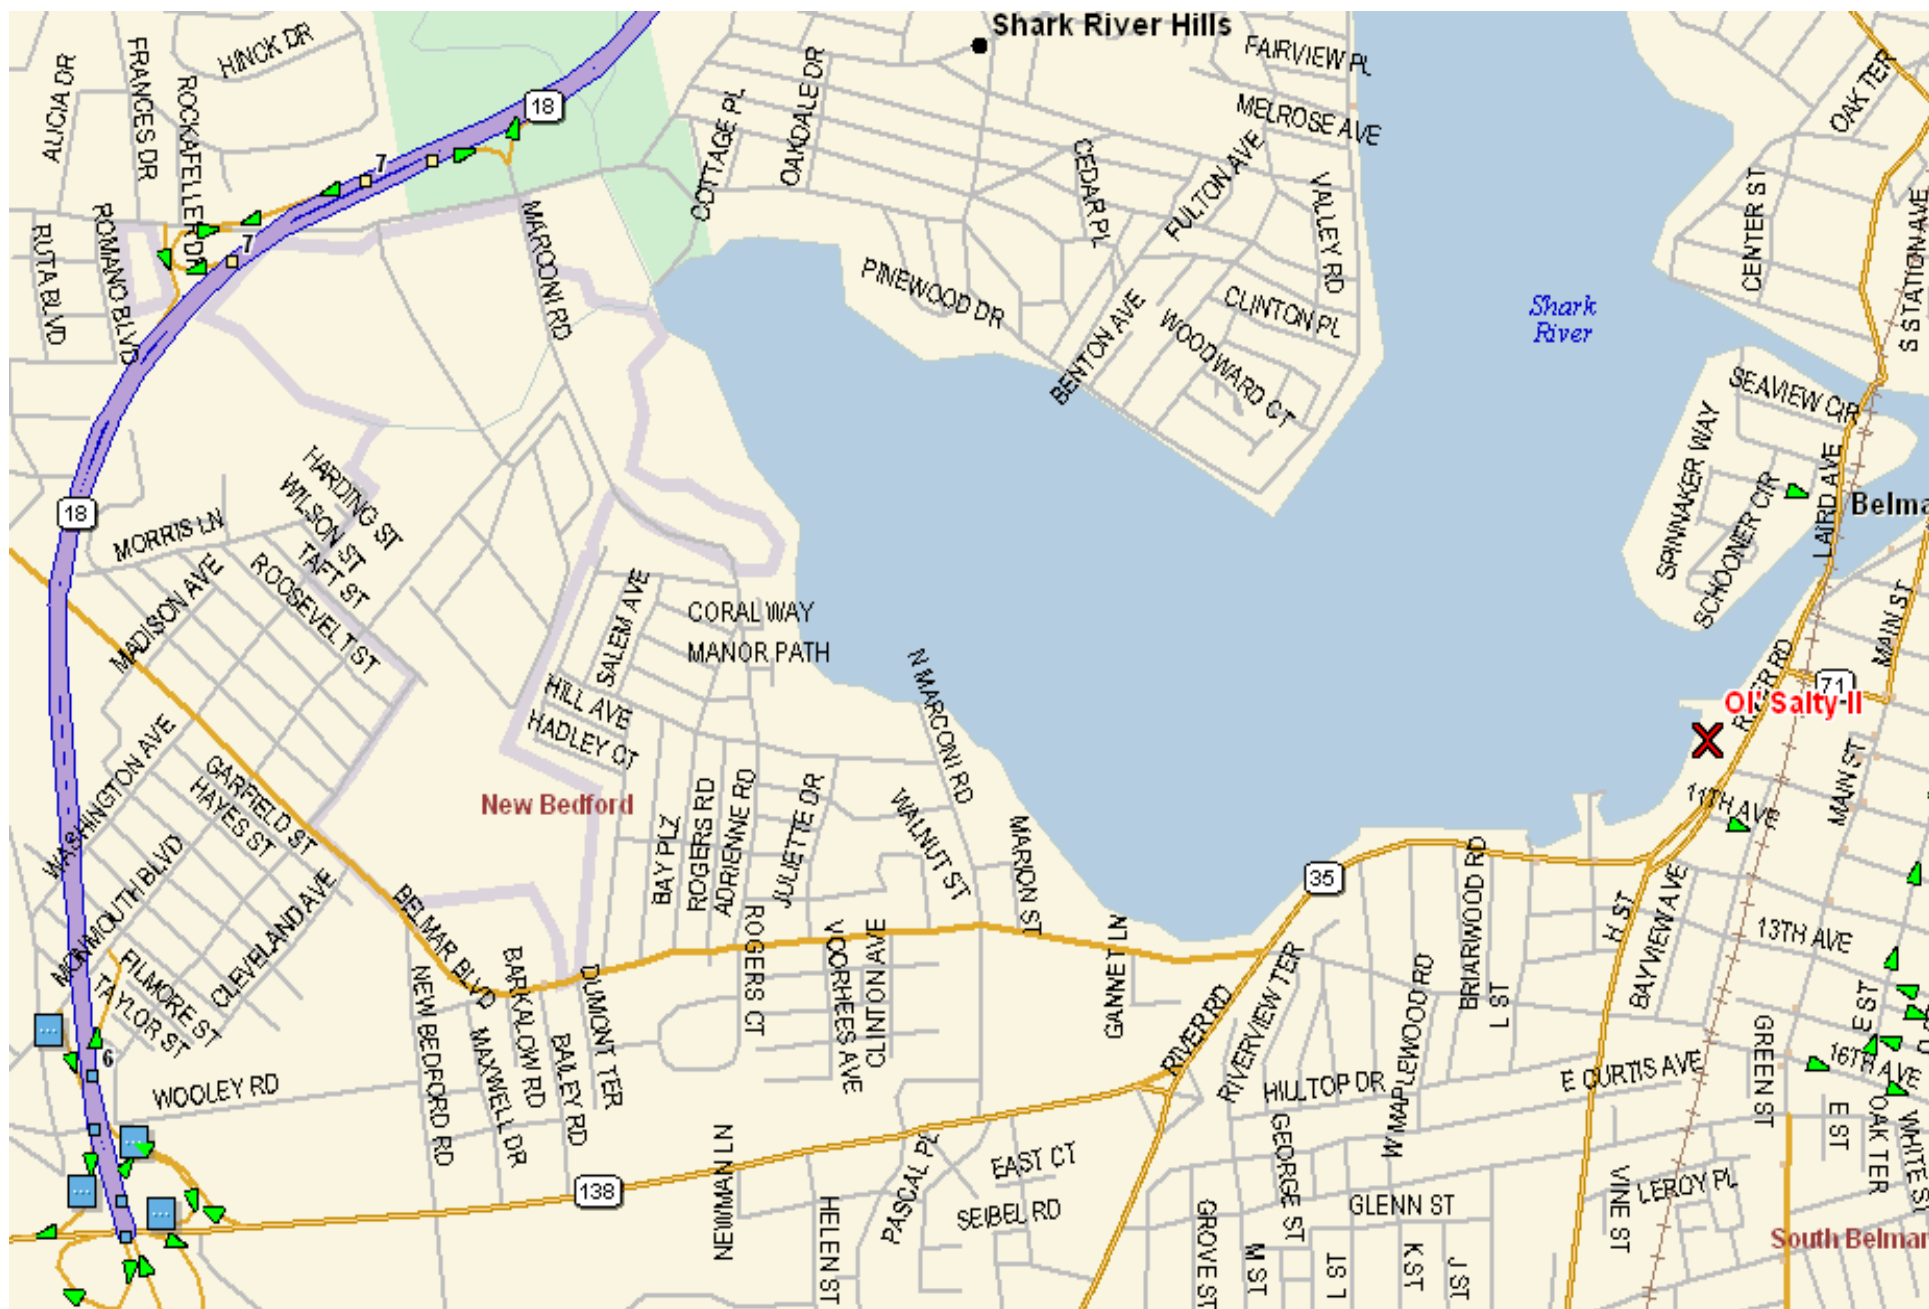 Shark River Hills
HINCK DR
FAIRVIEW PL
ALICIA DR
FRANCES DR
ROCKAFELLER DR
18
COTTAGE PL
OAKDALE DR
MELROSE AVE
OAK TER
7
CEDAR PL
FULTON AVE
VALLEY RD
CENTER ST
S STATION AVE
RUTA BLVD
ROMANO BLVD
7
MARCONI RD
PINEWOOD DR
BENTON AVE
CLINTON PL
WOODWARD CT
Shark
River
SEAVIEW CIR
SPINNAKER WAY
SCHOONER CIR
LAIRD AVE
Belma
18
HARDING ST
WILSON ST
TAFT ST
MORRIS LN
ROOSEVELT ST
MADISON AVE
SALEM AVE
CORAL WAY
MANOR PATH
N MARCONI RD
MAIN ST
RIVER RD
71
Ol' Salty II
HILL AVE
HADLEY CT
WASHINGTON AVE
GARFIELD ST
HAYES ST
New Bedford
BAY PLZ
ROGERS RD
ADRIENNE RD
JULIETTE DR
WALNUT ST
MARION ST
11TH AVE
MAIN ST
35
MONMOUTH BLVD
CLEVELAND AVE
BELMAR BLVD
ROGERS CT
VOORHEES AVE
CLINTON AVE
GANNET LN
BRIARWOOD RD
H ST
BAYVIEW AVE
13TH AVE
FILMORE ST
TAYLOR ST
NEW BEDFORD RD
MAXWELL DR
BARKALOW RD
BAILEY RD
DUMONT TER
RIVER RD
RIVERVIEW TER
W MAPLEWOOD RD
L ST
E ST
16TH AVE
GREEN ST
6
WOOLEY RD
HILLTOP DR
E CURTIS AVE
E ST
OAK TER
WHITE ST
NEWMAN LN
PASCAL PL
EAST CT
GEORGE ST
138
HELEN ST
SEIBEL RD
GROVE ST
M ST
GLENN ST
L ST
K ST
J ST
VINE ST
LEROY PL
South Belmar